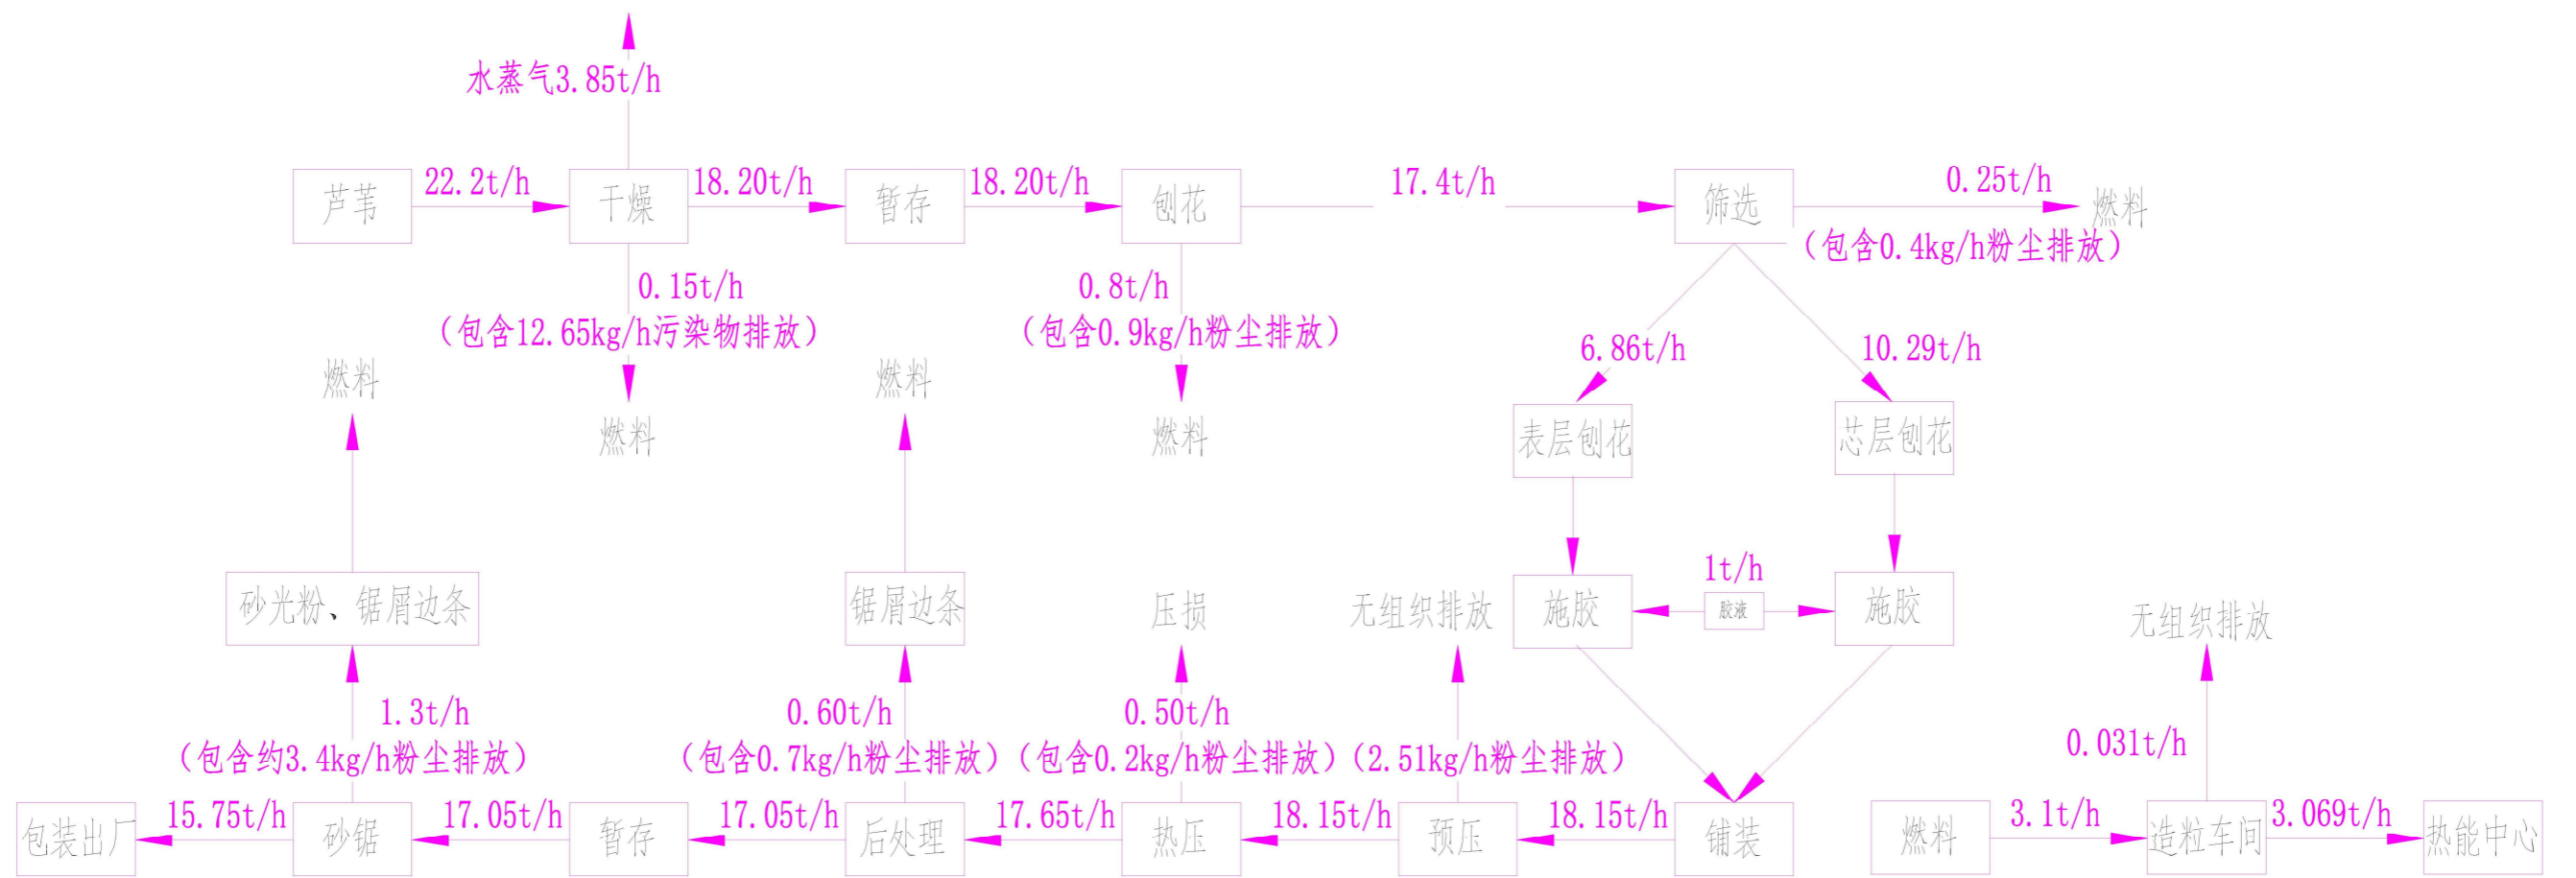 水蒸气3.85t/h
芦苇
22.2t/h
干燥
18.20t/h
暂存
18.20t/h
刨花
17.4t/h
筛选
0.25t/h
燃料
(包含0.4kg/h粉尘排放)
0.15t/h
(包含12.65kg/h污染物排放)
燃料
0.8t/h
(包含0.9kg/h粉尘排放)
燃料
6.86t/h
10.29t/h
表层刨花
芯层刨花
施胶
1t/h
胶液
施胶
燃料
砂光粉、锯屑边条
1.3t/h
(包含约3.4kg/h粉尘排放)
燃料
锯屑边条
0.60t/h
(包含0.7kg/h粉尘排放)
压损
0.50t/h
(包含0.2kg/h粉尘排放)
无组织排放
(2.51kg/h粉尘排放)
包装出厂
15.75t/h
砂锯
17.05t/h
暂存
17.05t/h
后处理
17.65t/h
热压
18.15t/h
预压
18.15t/h
铺装
无组织排放
0.031t/h
燃料
3.1t/h
造粒车间
3.069t/h
热能中心